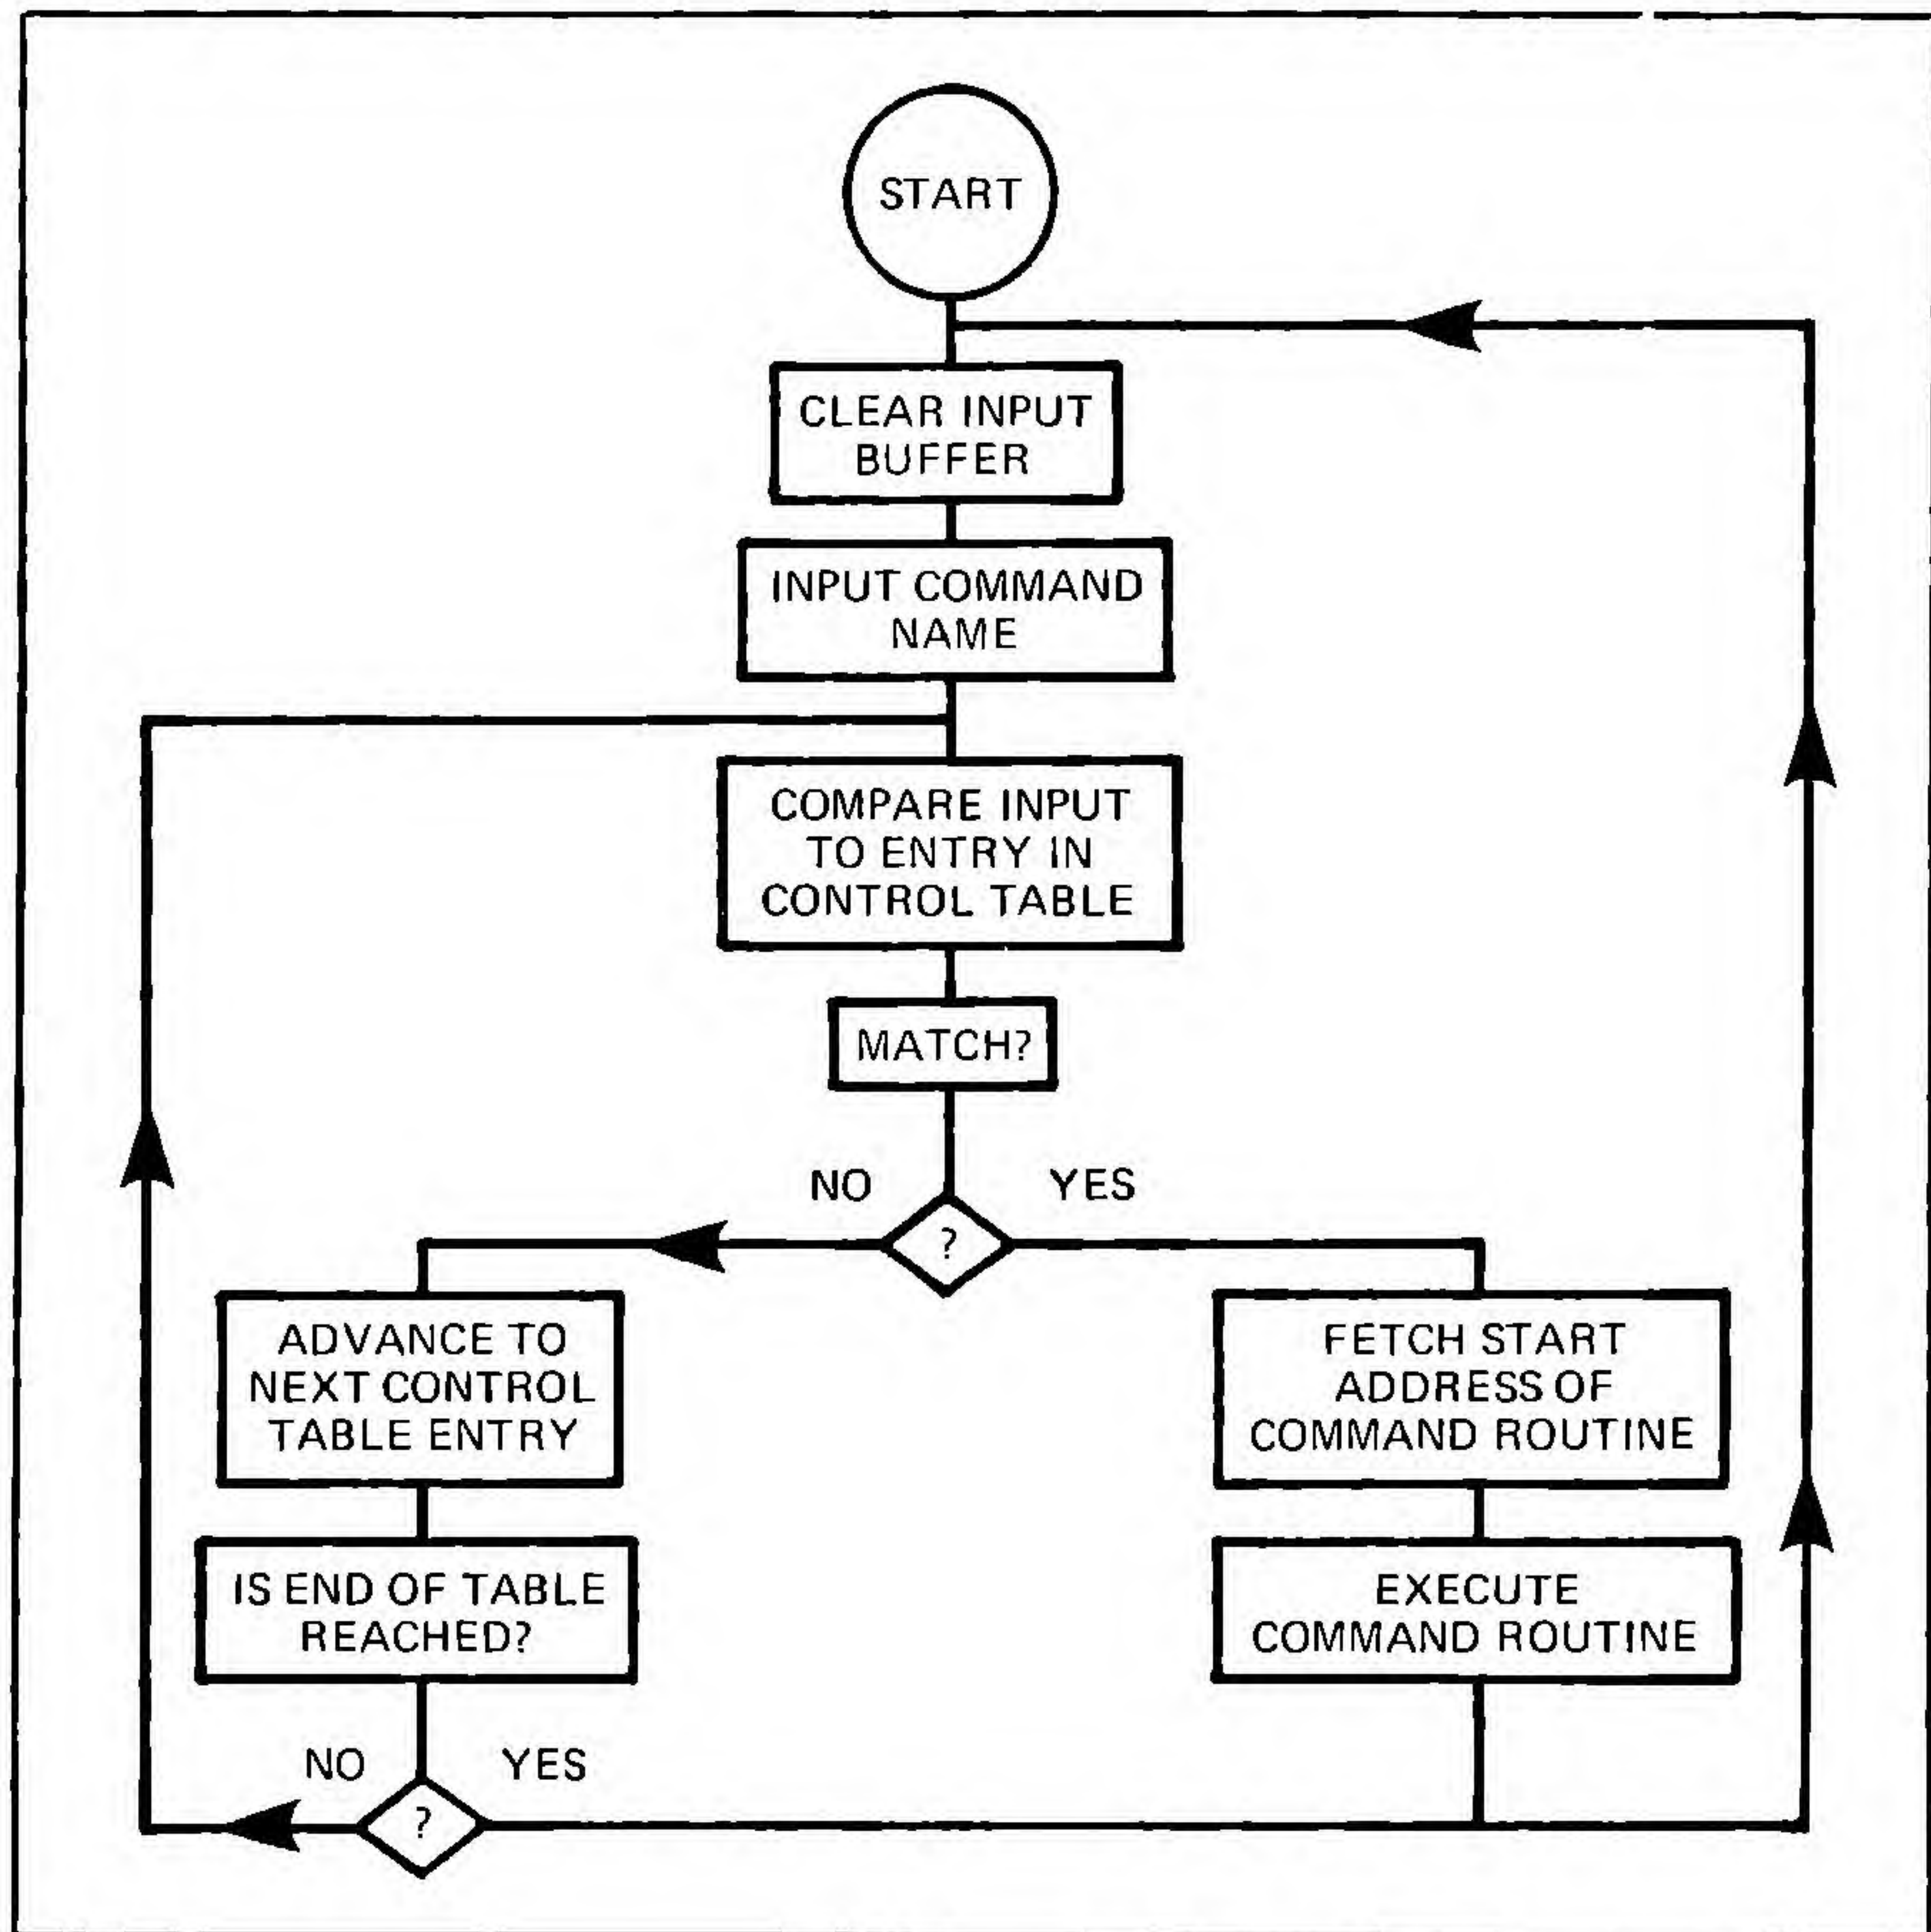 START
CLEAR INPUT
BUFFER
INPUT COMMAND
NAME
COMPARE INPUT
TO ENTRY IN
CONTROL TABLE
MATCH?
NO
YES
?
ADVANCE TO
NEXT CONTROL
TABLE ENTRY
FETCH START
ADDRESS OF
COMMAND ROUTINE
IS END OF TABLE
REACHED?
EXECUTE
COMMAND ROUTINE
NO
YES
?